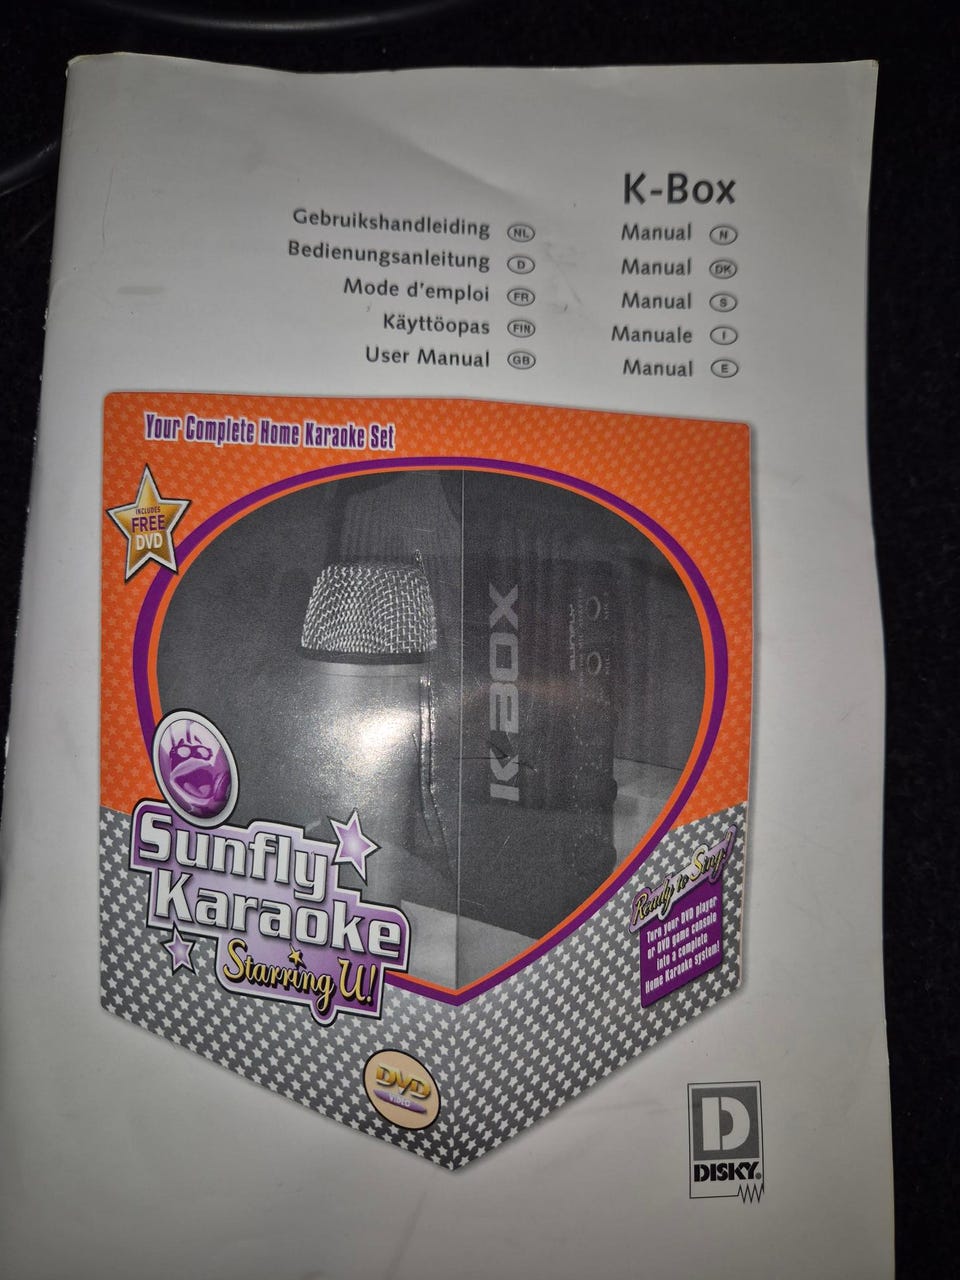 K-Box
Gebruikshandleiding NL
Bedienungsanleitung D
Mode d'emploi FR
Käyttöopas FIN
User Manual GB
Manual N
Manual DK
Manual S
Manuale I
Manual E
Your Complete Home Karaoke Set
INCLUDES
FREE
DVD
K-BOX
SUNFLY
Sunfly
Karaoke
Starring U!
Ready to Sing!
Turn your DVD player
or DVD game console
into a complete
Home Karaoke system!
DVD
VIDEO
D
DISKY®